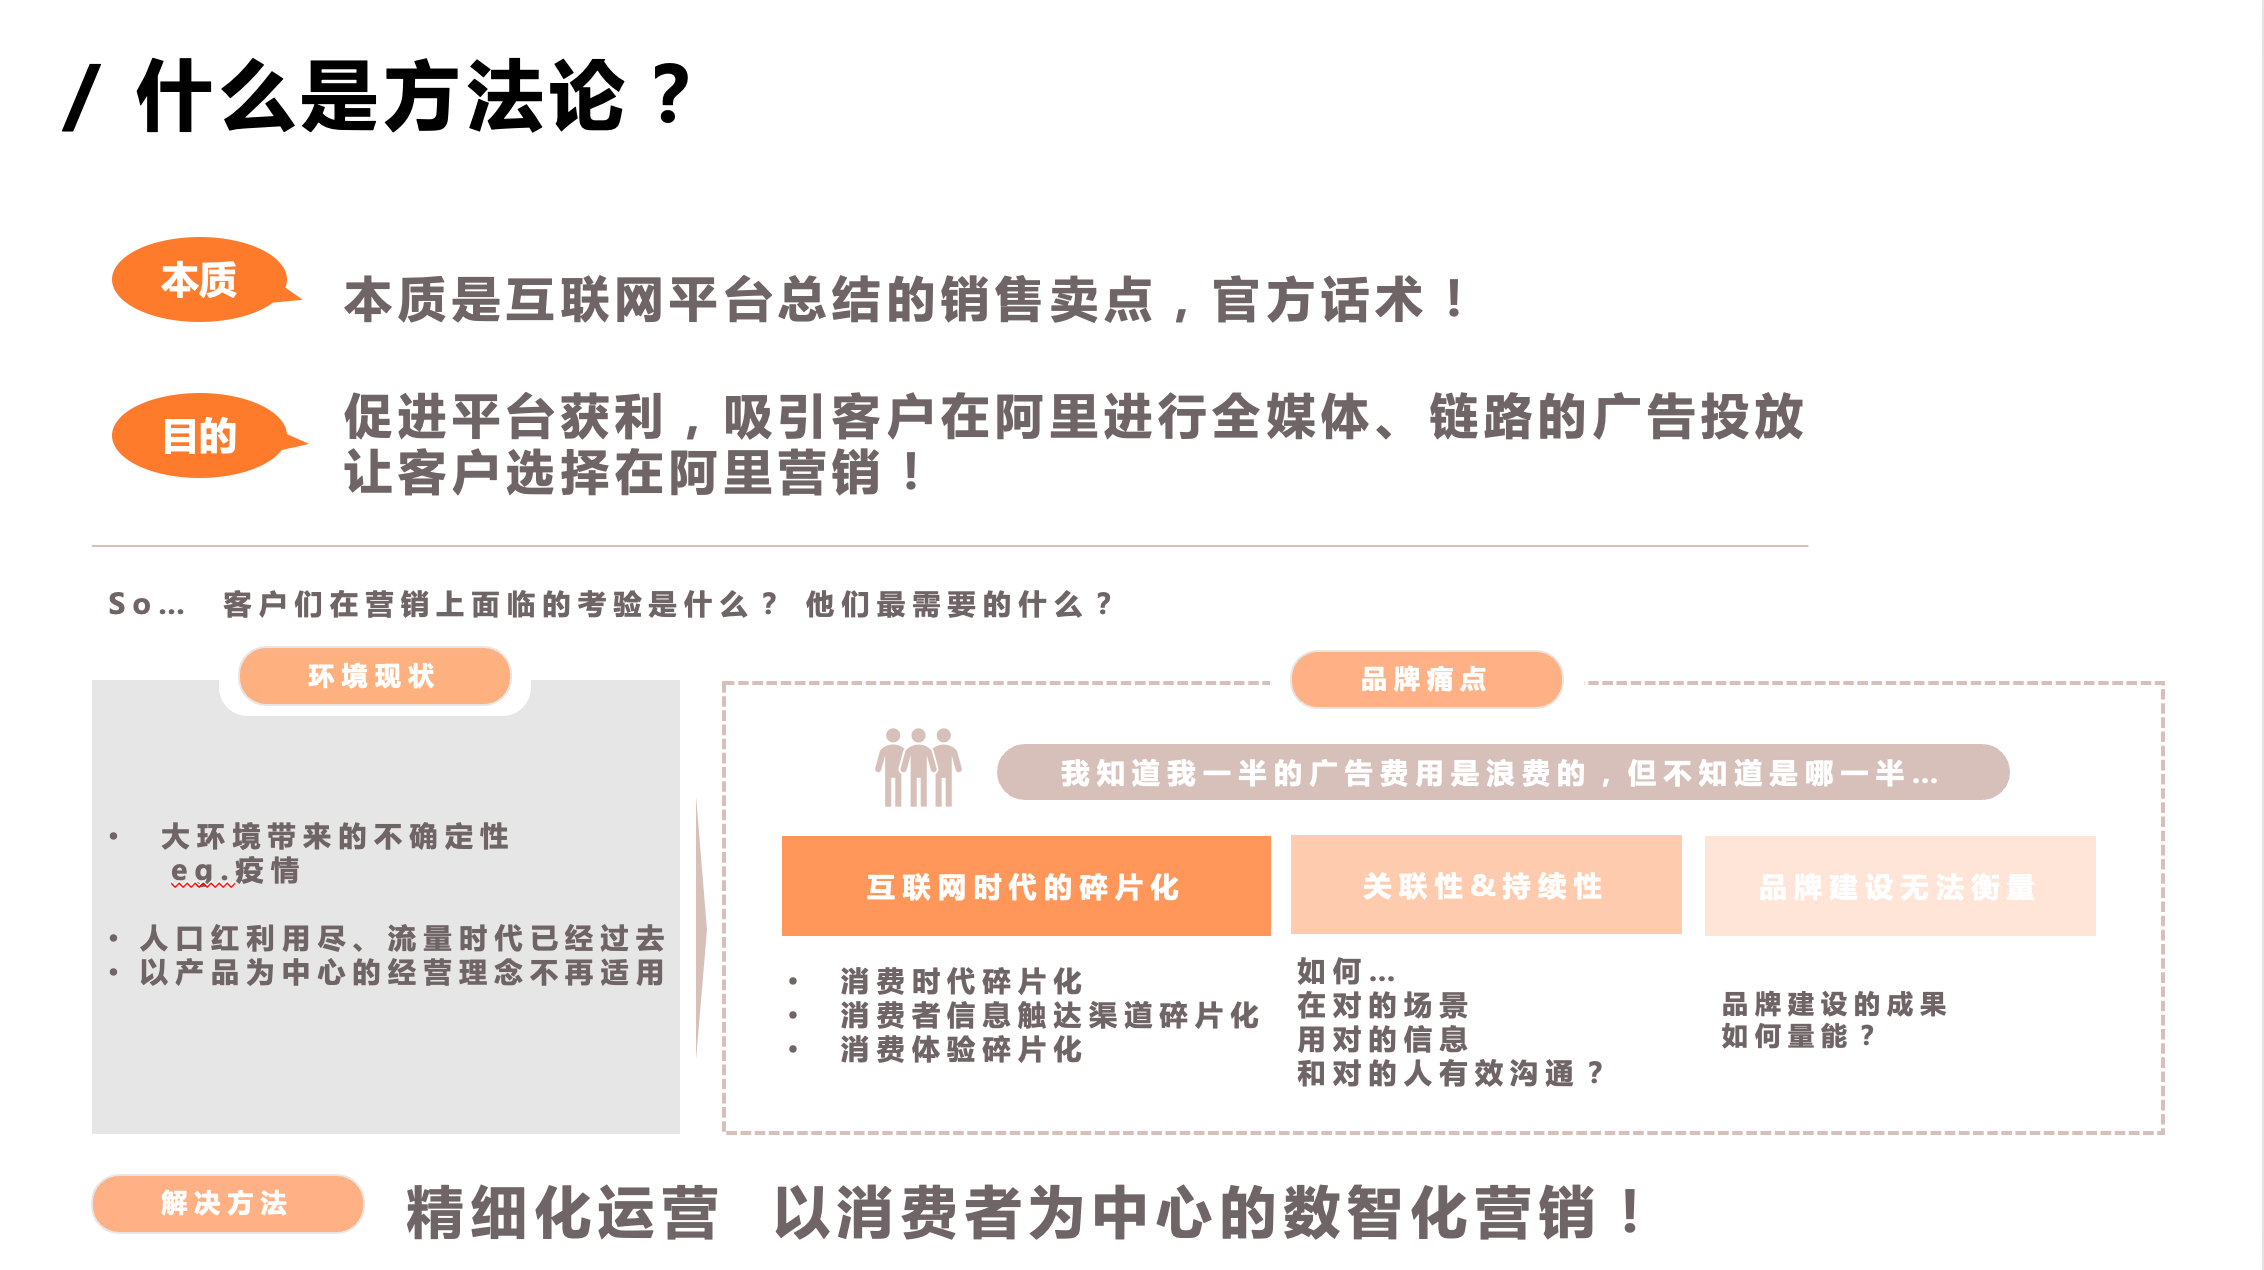 / 什么是方法论？
本质
本质是互联网平台总结的销售卖点，官方话术！
目的
促进平台获利，吸引客户在阿里进行全媒体、链路的广告投放
让客户选择在阿里营销！
So… 客户们在营销上面临的考验是什么？ 他们最需要的什么？
环境现状
• 大环境带来的不确定性
eg.疫情
• 人口红利用尽、流量时代已经过去
• 以产品为中心的经营理念不再适用
品牌痛点
我知道我一半的广告费用是浪费的，但不知道是哪一半…
互联网时代的碎片化
• 消费时代碎片化
• 消费者信息触达渠道碎片化
• 消费体验碎片化
关联性&持续性
如何…
在对的场景
用对的信息
和对的人有效沟通？
品牌建设无法衡量
品牌建设的成果
如何量能？
解决方法
精细化运营 以消费者为中心的数智化营销！